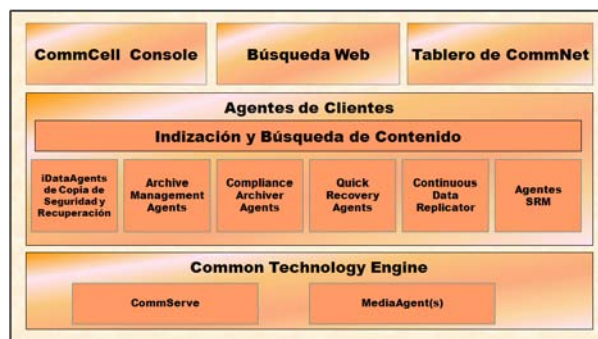 CommCell Console
Búsqueda Web
Tablero de CommNet
Agentes de Clientes
Indización y Búsqueda de Contenido
iDataAgents
de Copia de
Seguridad y
Recuperación
Archive
Management
Agents
Compliance
Archiver
Agents
Quick
Recovery
Agents
Continuous
Data
Replicator
Agentes
SRM
Common Technology Engine
CommServe
MediaAgent(s)